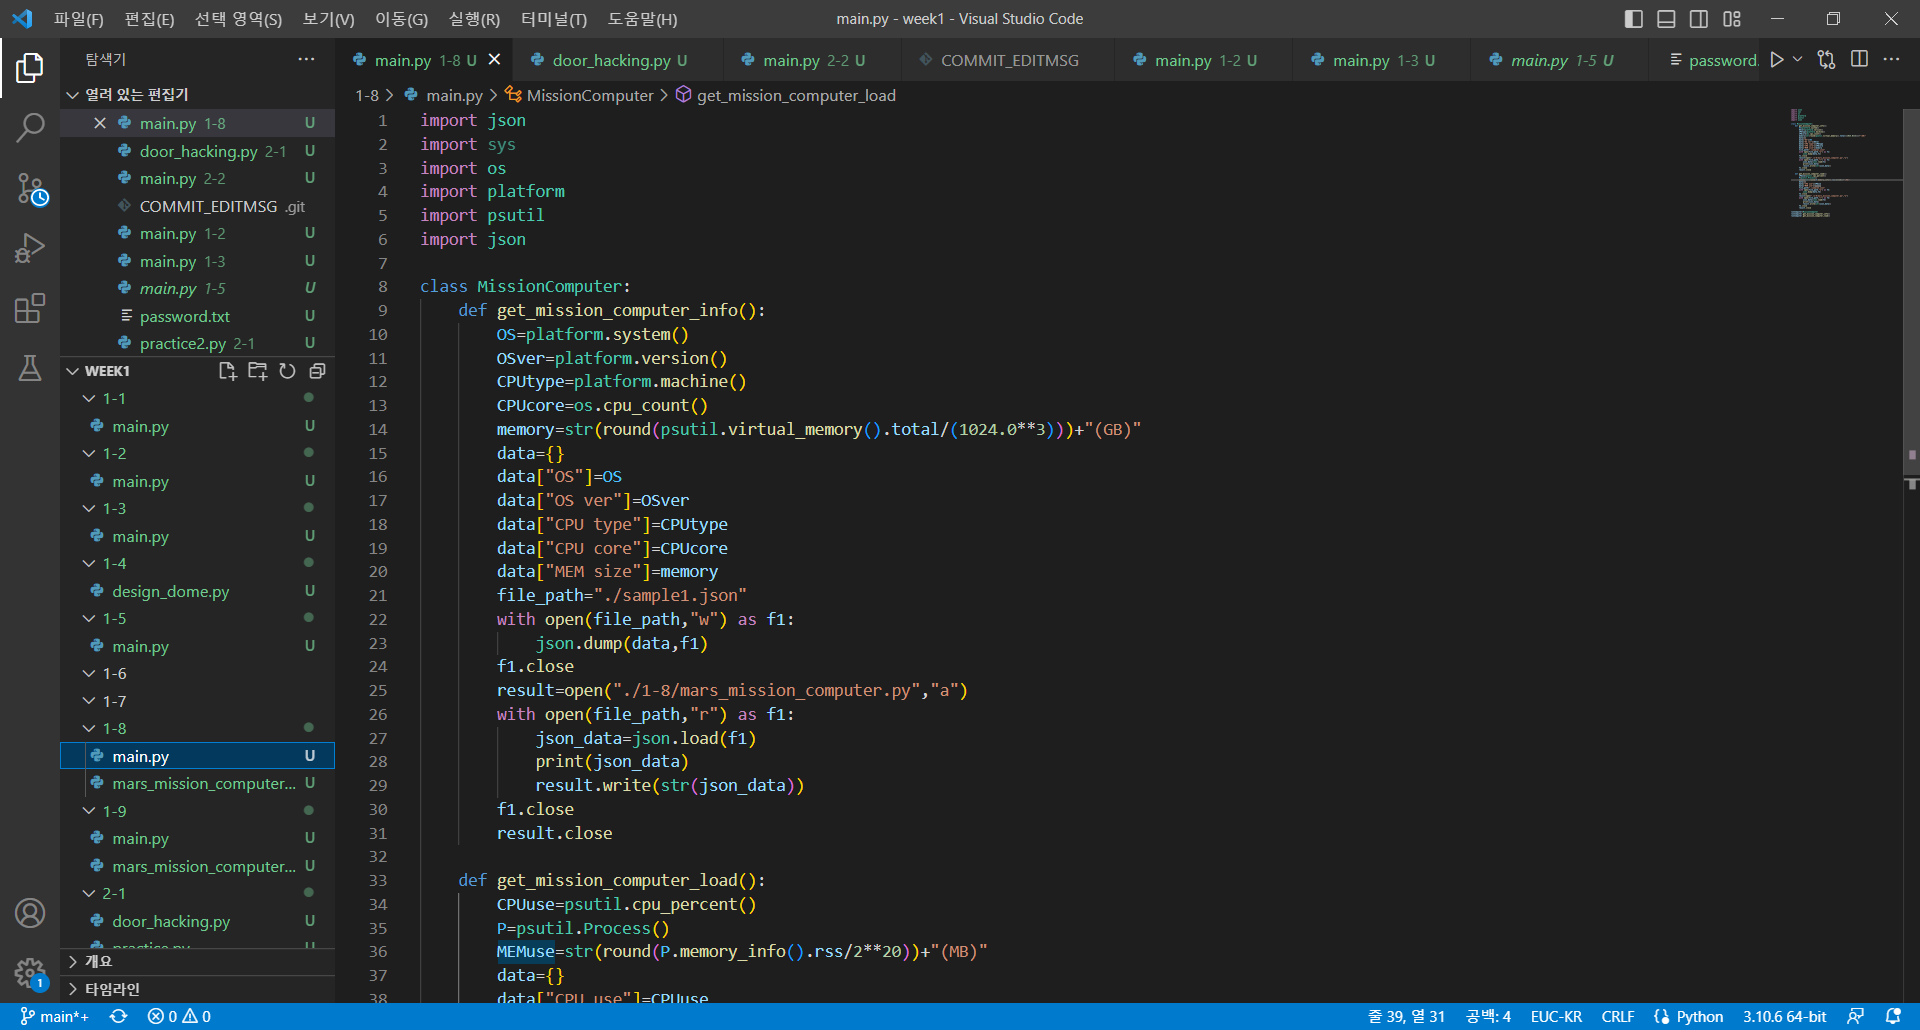 파일(F) 편집(E) 선택 영역(S) 보기(V) 이동(G) 실행(R) 터미널(T) 도움말(H) main.py - week1 - Visual Studio Code
탐색기
main.py 1-8 U door_hacking.py U main.py 2-2 U COMMIT_EDITMSG main.py 1-2 U main.py 1-3 U main.py 1-5 U password.
열려 있는 편집기
main.py 1-8 U
door_hacking.py 2-1 U
main.py 2-2 U
COMMIT_EDITMSG .git
main.py 1-2 U
main.py 1-3 U
main.py 1-5 U
password.txt U
practice2.py 2-1 U
WEEK1
1-1
main.py U
1-2
main.py U
1-3
main.py U
1-4
design_dome.py U
1-5
main.py U
1-6
1-7
1-8
main.py U
mars_mission_computer... U
1-9
main.py U
mars_mission_computer... U
2-1
door_hacking.py U
practice.py U
개요
타임라인
1-8 > main.py > MissionComputer > get_mission_computer_load
1 import json
2 import sys
3 import os
4 import platform
5 import psutil
6 import json
7
8 class MissionComputer:
9     def get_mission_computer_info():
10         OS=platform.system()
11         OSver=platform.version()
12         CPUtype=platform.machine()
13         CPUcore=os.cpu_count()
14         memory=str(round(psutil.virtual_memory().total/(1024.0**3)))+"(GB)"
15         data={}
16         data["OS"]=OS
17         data["OS ver"]=OSver
18         data["CPU type"]=CPUtype
19         data["CPU core"]=CPUcore
20         data["MEM size"]=memory
21         file_path="./sample1.json"
22         with open(file_path,"w") as f1:
23             json.dump(data,f1)
24         f1.close
25         result=open("./1-8/mars_mission_computer.py","a")
26         with open(file_path,"r") as f1:
27             json_data=json.load(f1)
28             print(json_data)
29             result.write(str(json_data))
30         f1.close
31         result.close
32
33     def get_mission_computer_load():
34         CPUuse=psutil.cpu_percent()
35         P=psutil.Process()
36         MEMuse=str(round(P.memory_info().rss/2**20))+"(MB)"
37         data={}
38         data["CPU use"]=CPUuse
1
main*+ 0 0 줄 39, 열 31 공백: 4 EUC-KR CRLF Python 3.10.6 64-bit